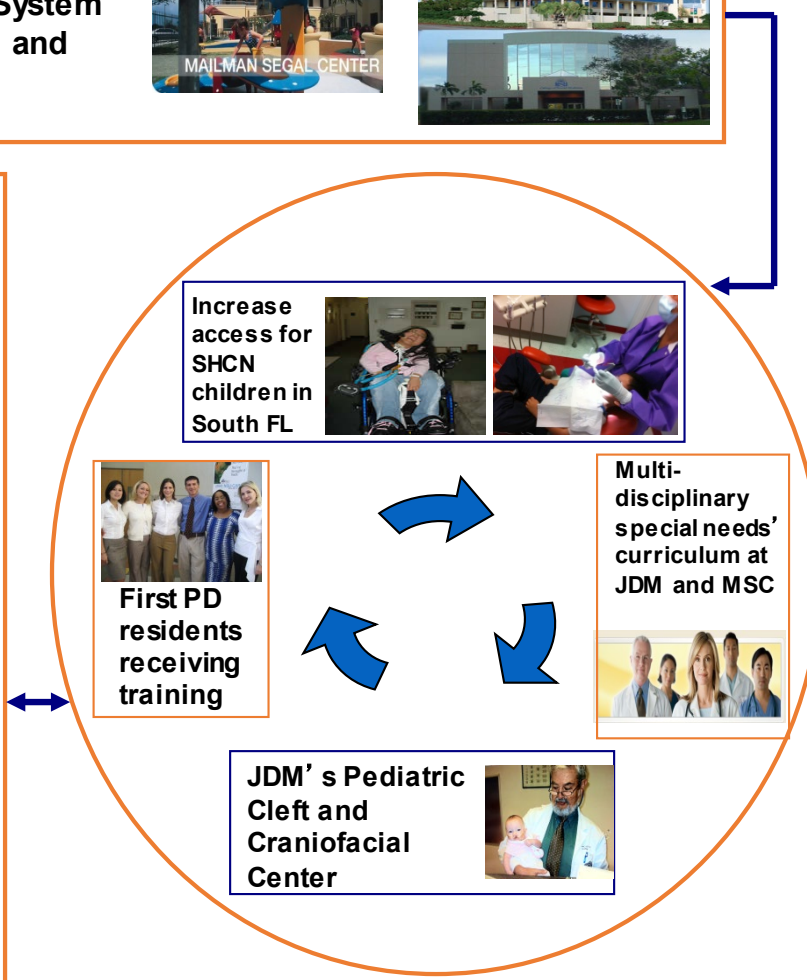 System
and
MAILMAN SEGAL CENTER
Increase
access for
SHCN
children in
South FL
Multi-
disciplinary
special needs’
curriculum at
JDM and MSC
First PD
residents
receiving
training
JDM’ s Pediatric
Cleft and
Craniofacial
Center